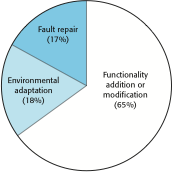 Fault repair
(17%)
Environmental
adaptation
(18%)
Functionality
addition or
modification
(65%)